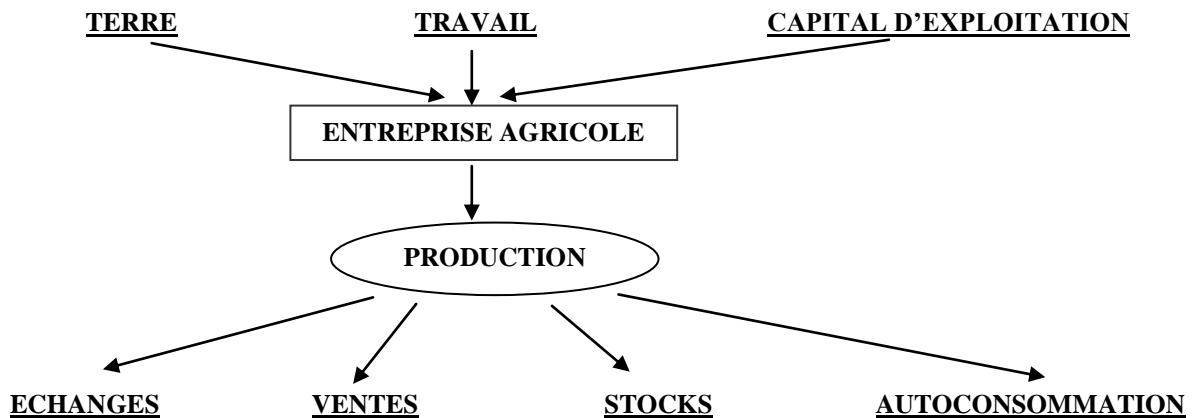 TERRE TRAVAIL CAPITAL D’EXPLOITATION
ENTREPRISE AGRICOLE
PRODUCTION
ECHANGES VENTES STOCKS AUTOCONSOMMATION